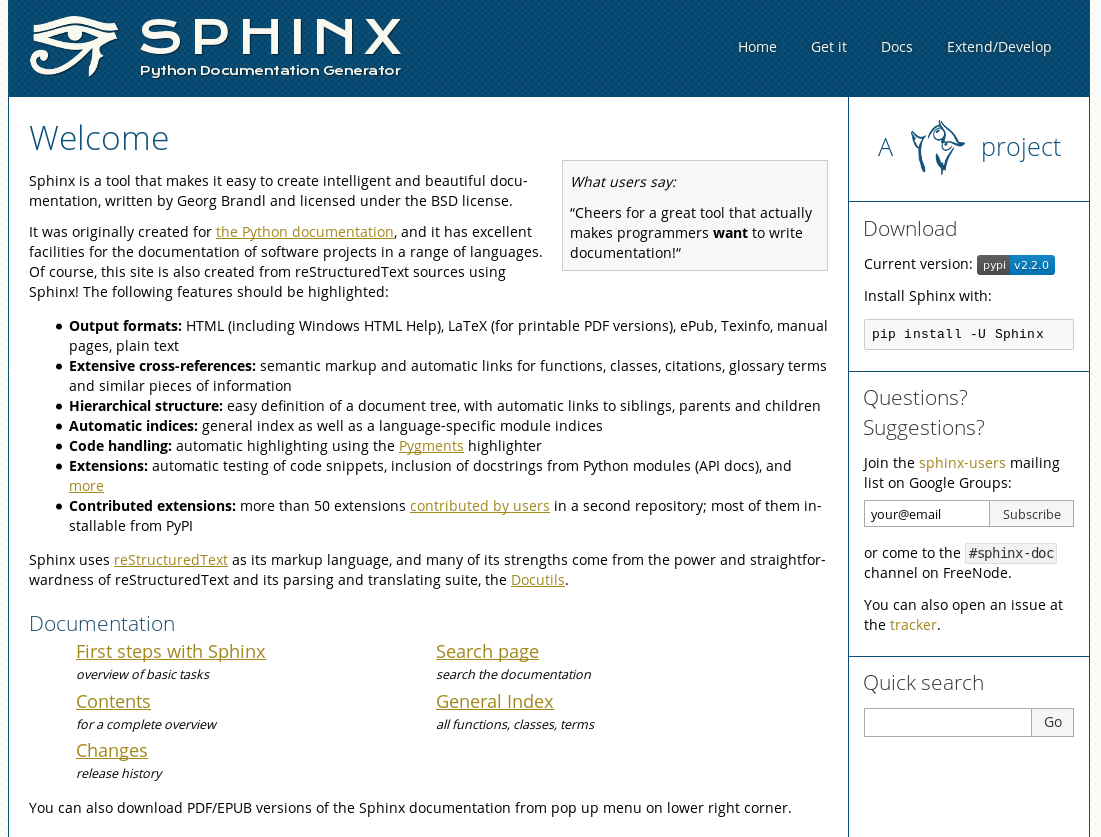 SPHINX
Python Documentation Generator
Home Get it Docs Extend/Develop
Welcome
Sphinx is a tool that makes it easy to create intelligent and beautiful docu-
mentation, written by Georg Brandl and licensed under the BSD license.
What users say:
“Cheers for a great tool that actually
makes programmers want to write
documentation!“
It was originally created for the Python documentation, and it has excellent
facilities for the documentation of software projects in a range of languages.
Of course, this site is also created from reStructuredText sources using
Sphinx! The following features should be highlighted:
• Output formats: HTML (including Windows HTML Help), LaTeX (for printable PDF versions), ePub, Texinfo, manual
pages, plain text
• Extensive cross-references: semantic markup and automatic links for functions, classes, citations, glossary terms
and similar pieces of information
• Hierarchical structure: easy definition of a document tree, with automatic links to siblings, parents and children
• Automatic indices: general index as well as a language-specific module indices
• Code handling: automatic highlighting using the Pygments highlighter
• Extensions: automatic testing of code snippets, inclusion of docstrings from Python modules (API docs), and
more
• Contributed extensions: more than 50 extensions contributed by users in a second repository; most of them in-
stallable from PyPI
Sphinx uses reStructuredText as its markup language, and many of its strengths come from the power and straightfor-
wardness of reStructuredText and its parsing and translating suite, the Docutils.
Documentation
First steps with Sphinx
overview of basic tasks
Contents
for a complete overview
Changes
release history
Search page
search the documentation
General Index
all functions, classes, terms
You can also download PDF/EPUB versions of the Sphinx documentation from pop up menu on lower right corner.
A project
Download
Current version: pypi v2.2.0
Install Sphinx with:
pip install -U Sphinx
Questions?
Suggestions?
Join the sphinx-users mailing
list on Google Groups:
your@email Subscribe
or come to the #sphinx-doc
channel on FreeNode.
You can also open an issue at
the tracker.
Quick search
Go